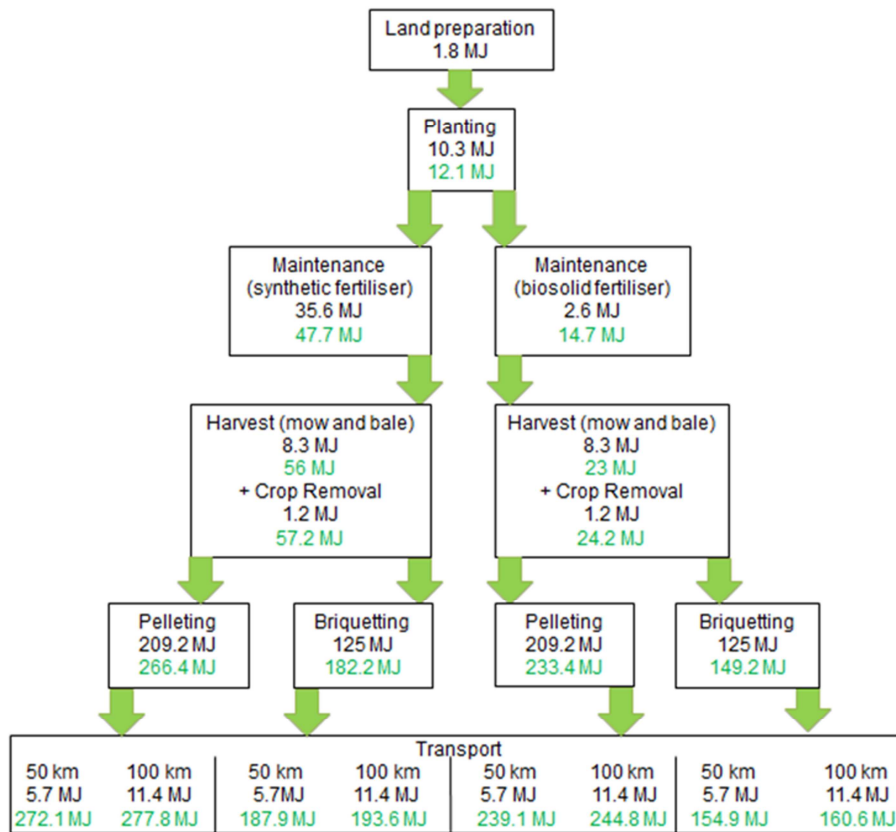 Land preparation
1.8 MJ
Planting
10.3 MJ
12.1 MJ
Maintenance
(synthetic fertiliser)
35.6 MJ
47.7 MJ
Maintenance
(biosolid fertiliser)
2.6 MJ
14.7 MJ
Harvest (mow and bale)
8.3 MJ
56 MJ
+ Crop Removal
1.2 MJ
57.2 MJ
Harvest (mow and bale)
8.3 MJ
23 MJ
+ Crop Removal
1.2 MJ
24.2 MJ
Pelleting
209.2 MJ
266.4 MJ
Briquetting
125 MJ
182.2 MJ
Pelleting
209.2 MJ
233.4 MJ
Briquetting
125 MJ
149.2 MJ
Transport
50 km
5.7 MJ
272.1 MJ
100 km
11.4 MJ
277.8 MJ
50 km
5.7MJ
187.9 MJ
100 km
11.4 MJ
193.6 MJ
50 km
5.7 MJ
239.1 MJ
100 km
11.4 MJ
244.8 MJ
50 km
5.7 MJ
154.9 MJ
100 km
11.4 MJ
160.6 MJ